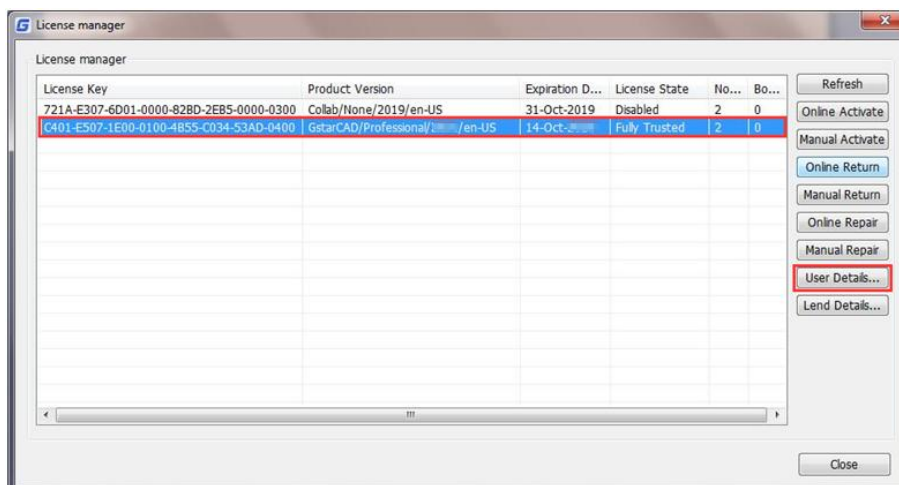 License manager
License manager
License Key Product Version Expiration D... License State No... Bo...
721A-E307-6D01-0000-82BD-2EB5-0000-0300 Collab/None/2019/en-US 31-Oct-2019 Disabled 2 0
C401-E507-1E00-0100-4B55-C034-53AD-0400 GstarCAD/Professional/ /en-US 14-Oct- Fully Trusted 2 0
Refresh
Online Activate
Manual Activate
Online Return
Manual Return
Online Repair
Manual Repair
User Details...
Lend Details...
Close